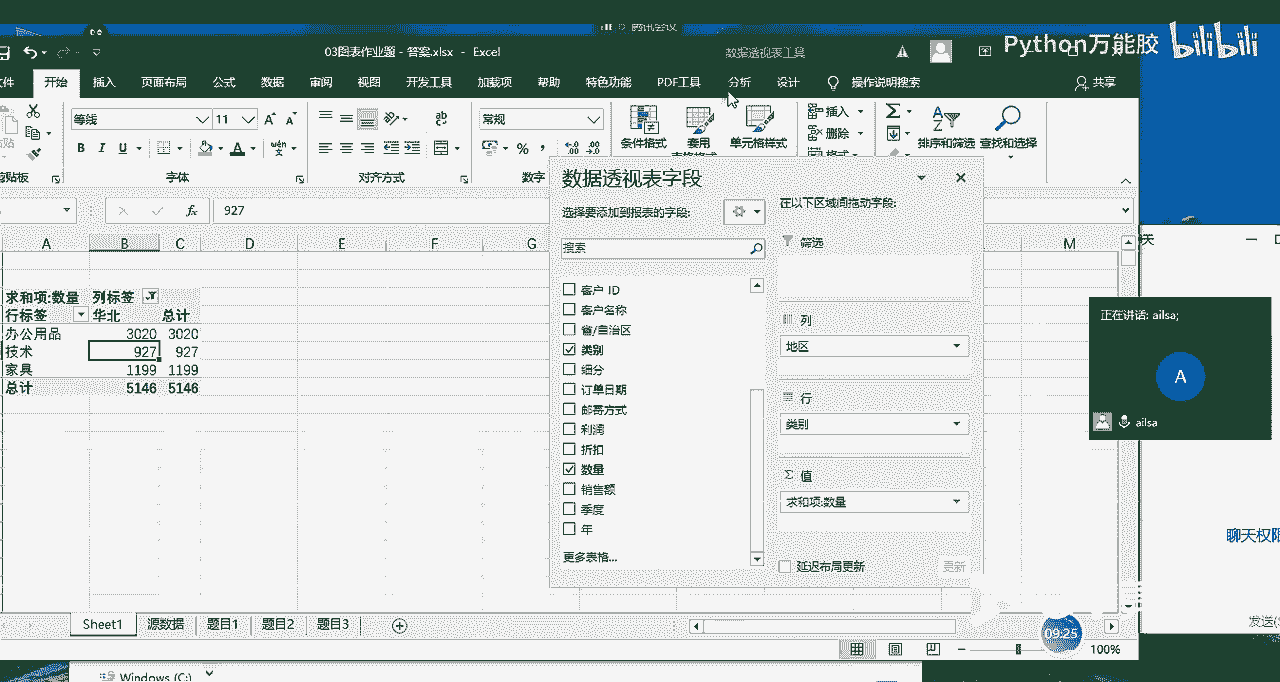 腾讯会议
03图表作业题 - 答案.xlsx - Excel
数据透视表工具
Python万能胶 bilibili
件 开始 插入 页面布局 公式 数据 审阅 视图 开发工具 加载项 帮助 特色功能 PDF工具 分析 设计 操作说明搜索 共享
等线 11 常规 插入
B I U A 条件格式 套用 单元格样式 删除 排序和筛选 查找和选择
剪贴板 字体 对齐方式 数字 格式
数据透视表字段
选择要添加到报表的字段:
在以下区域间拖动字段:
fx 927
搜索
筛选
A B C D E F G M
客户 ID
客户名称
省/自治区
类别
细分
订单日期
邮寄方式
利润
折扣
数量
销售额
季度
年
更多表格...
列
地区
行
类别
Σ 值
求和项:数量
延迟布局更新 更新
求和项:数量 列标签
行标签 华北 总计
办公用品 3020 3020
技术 927 927
家具 1199 1199
总计 5146 5146
天
正在讲话: ailsa;
A
ailsa
聊天权限
发送(S
Sheet1 源数据 题目1 题目2 题目3
09:25
100%
Windows (C:)